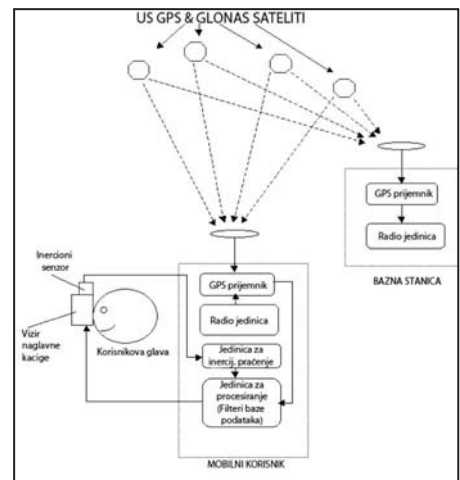 US GPS & GLONAS SATELITI
GPS prijemnik
Radio jedinica
BAZNA STANICA
Inercioni
senzor
Vizir
naglavne
kacige
Korisnikova glava
GPS prijemnik
Radio jedinica
Jedinica za
inercij. praćenje
Jedinica za
procesiranje
(Filteri baze
podataka)
MOBILNI KORISNIK